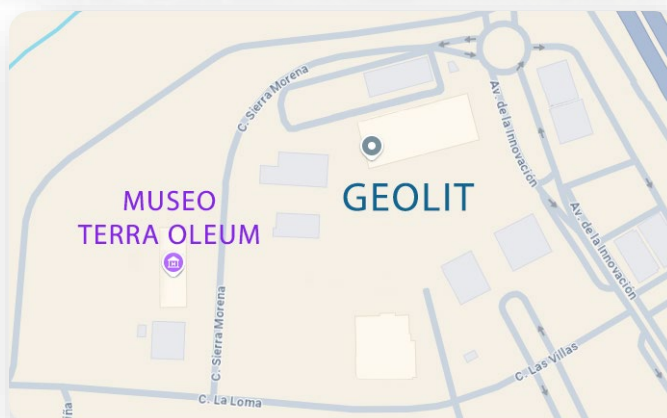 C. Sierra Morena
Av. de la Innovación
MUSEO
TERRA OLEUM
GEOLIT
Av. de la Innovación
C. Sierra Morena
C. Las Villas
C. La Loma